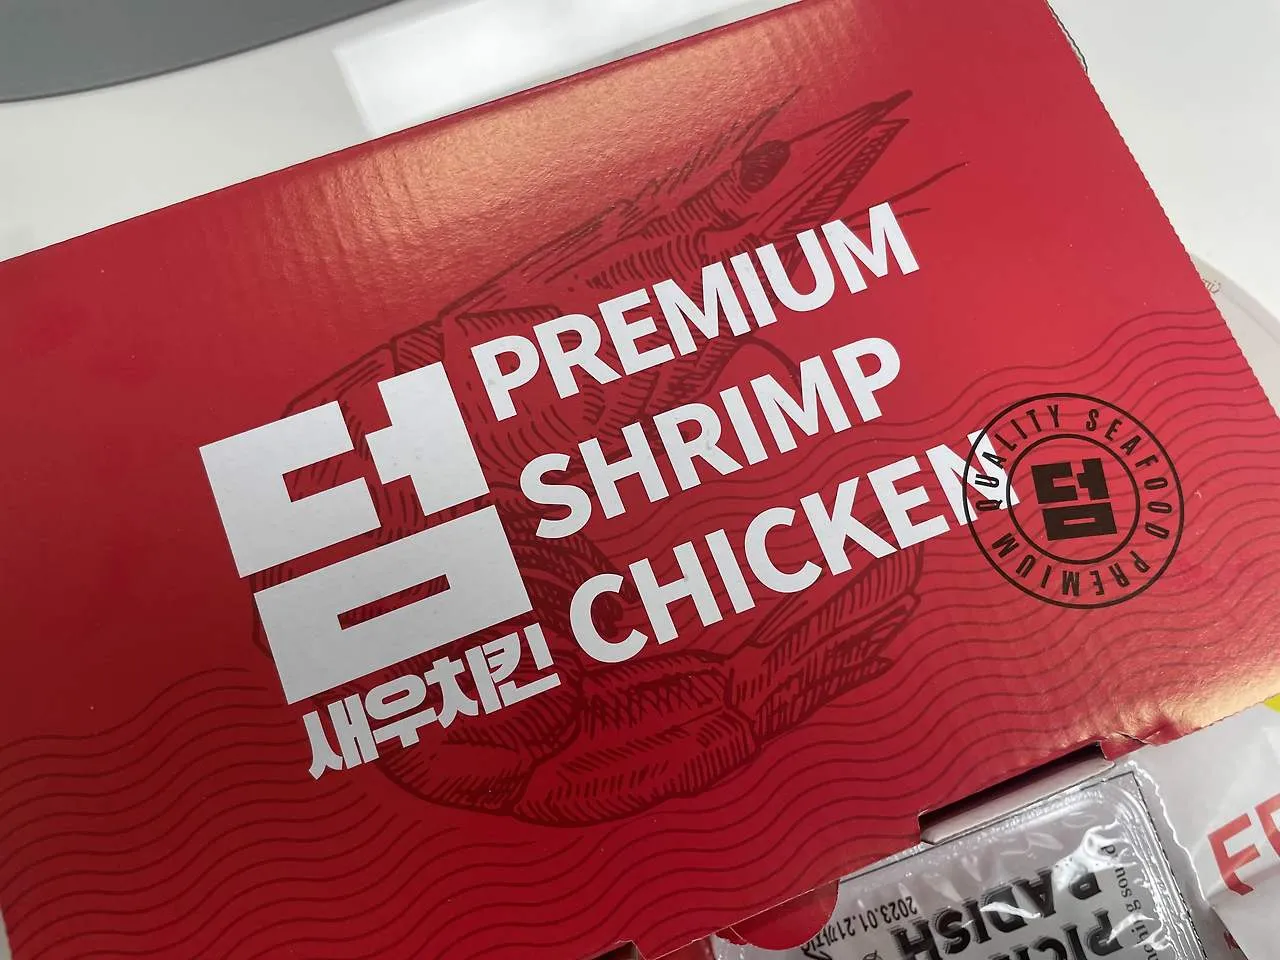 PREMIUM
SHRIMP
CHICKEN
덤
새우치킨
QUALITY SEAFOOD PREMIUM
덤
RADISH
2023.01.21까지